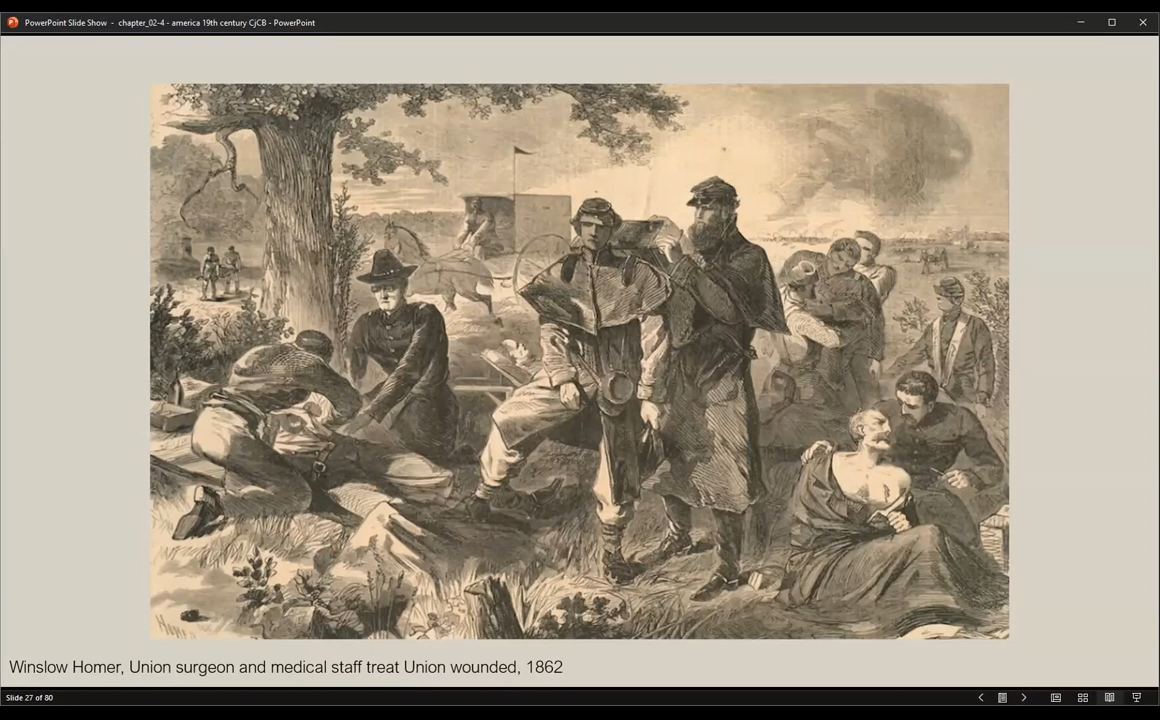 PowerPoint Slide Show - chapter_02-4 - america 19th century CjCB - PowerPoint
Homer
Winslow Homer, Union surgeon and medical staff treat Union wounded, 1862
Slide 27 of 80